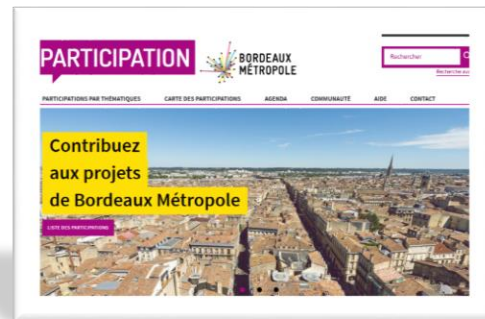 PARTICIPATION
BORDEAUX
MÉTROPOLE
Rechercher
Recherche
PARTICIPATIONS PAR THÉMATIQUES CARTE DES PARTICIPATIONS AGENDA COMMUNAUTÉ AIDE CONTACT
Contribuez
aux projets
de Bordeaux Métropole
LISTE DES PARTICIPATIONS